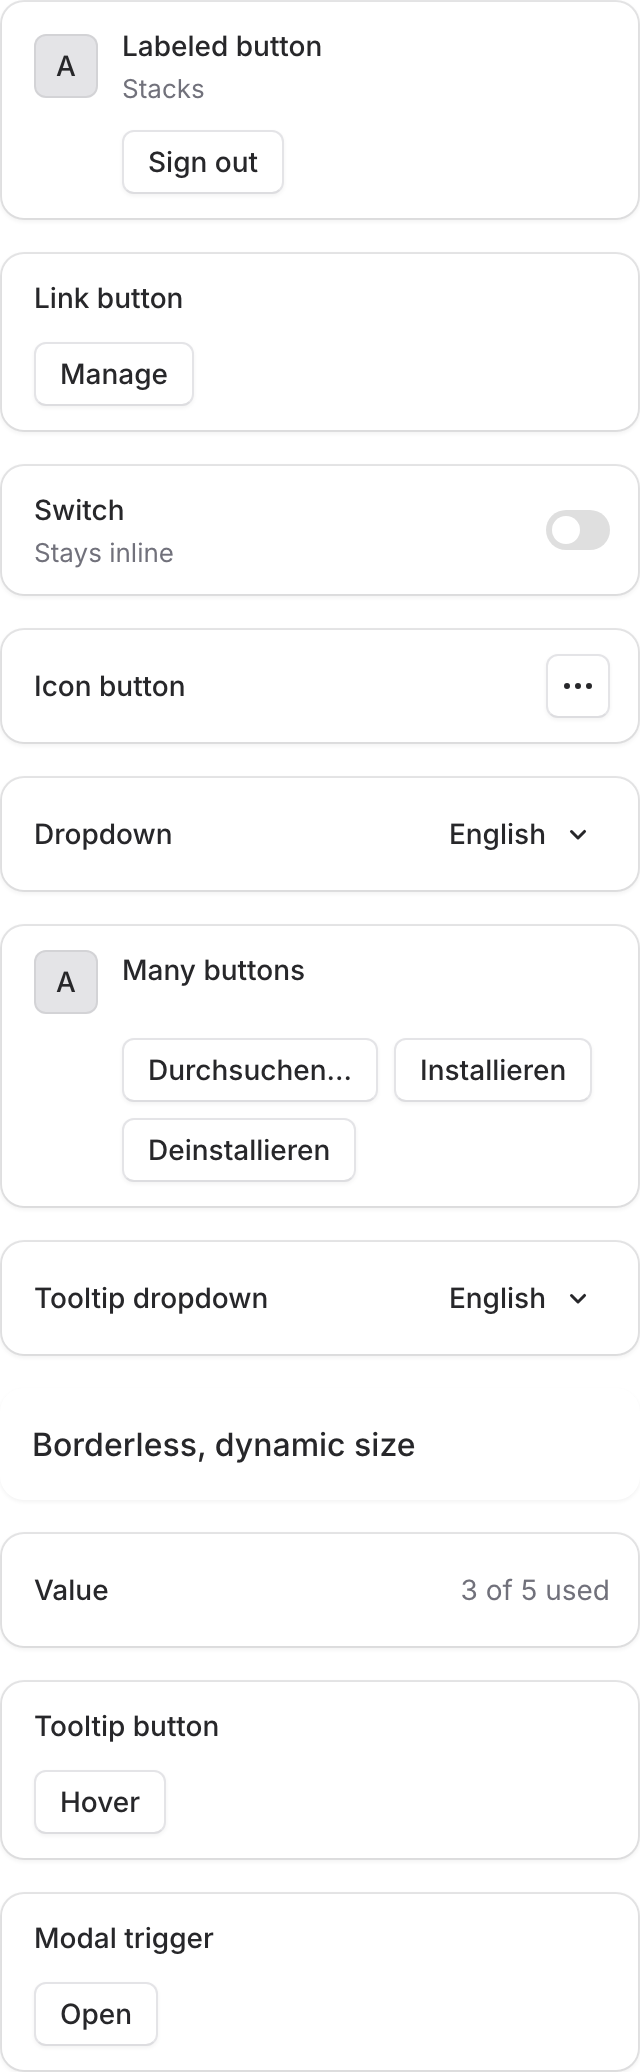 A
Labeled button
Stacks
Sign out
Link button
Manage
Switch
Stays inline
Icon button
Dropdown English
A
Many buttons
Durchsuchen... Installieren
Deinstallieren
Tooltip dropdown English
Borderless, dynamic size
Value 3 of 5 used
Tooltip button
Hover
Modal trigger
Open